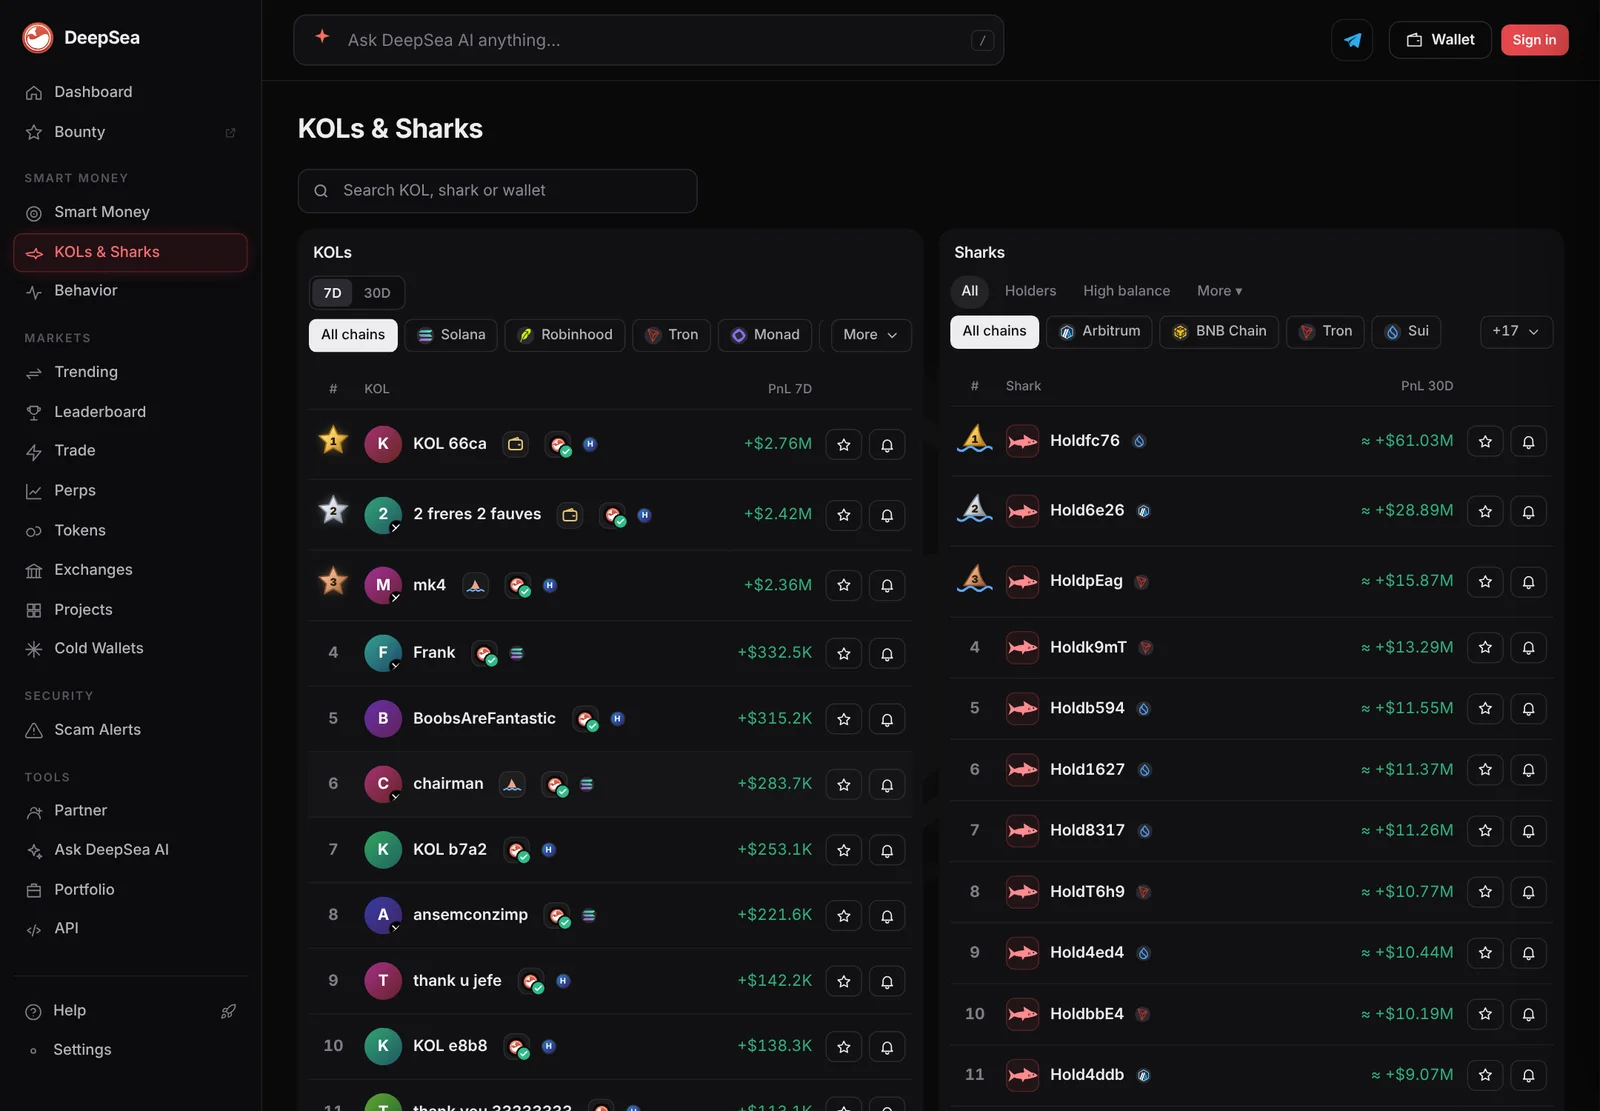 DeepSea
Ask DeepSea AI anything...
/
Wallet
Sign in
Dashboard
Bounty
SMART MONEY
Smart Money
KOLs & Sharks
Behavior
MARKETS
Trending
Leaderboard
Trade
Perps
Tokens
Exchanges
Projects
Cold Wallets
SECURITY
Scam Alerts
TOOLS
Partner
Ask DeepSea AI
Portfolio
API
Help
Settings
KOLs & Sharks
Search KOL, shark or wallet
KOLs
7D 30D
All chains Solana Robinhood Tron Monad More
# KOL PnL 7D
1 K KOL 66ca H +$2.76M
2 2 2 freres 2 fauves H +$2.42M
3 M mk4 H +$2.36M
4 F Frank +$332.5K
5 B BoobsAreFantastic H +$315.2K
6 C chairman +$283.7K
7 K KOL b7a2 H +$253.1K
8 A ansemconzimp +$221.6K
9 T thank u jefe H +$142.2K
10 K KOL e8b8 H +$138.3K
11 T thank you ???????? +$113.1K
Sharks
All Holders High balance More ▾
All chains Arbitrum BNB Chain Tron Sui +17
# Shark PnL 30D
1 Holdfc76 ≈ +$61.03M
2 Hold6e26 ≈ +$28.89M
3 HoldpEag ≈ +$15.87M
4 Holdk9mT ≈ +$13.29M
5 Holdb594 ≈ +$11.55M
6 Hold1627 ≈ +$11.37M
7 Hold8317 ≈ +$11.26M
8 HoldT6h9 ≈ +$10.77M
9 Hold4ed4 ≈ +$10.44M
10 HoldbbE4 ≈ +$10.19M
11 Hold4ddb ≈ +$9.07M